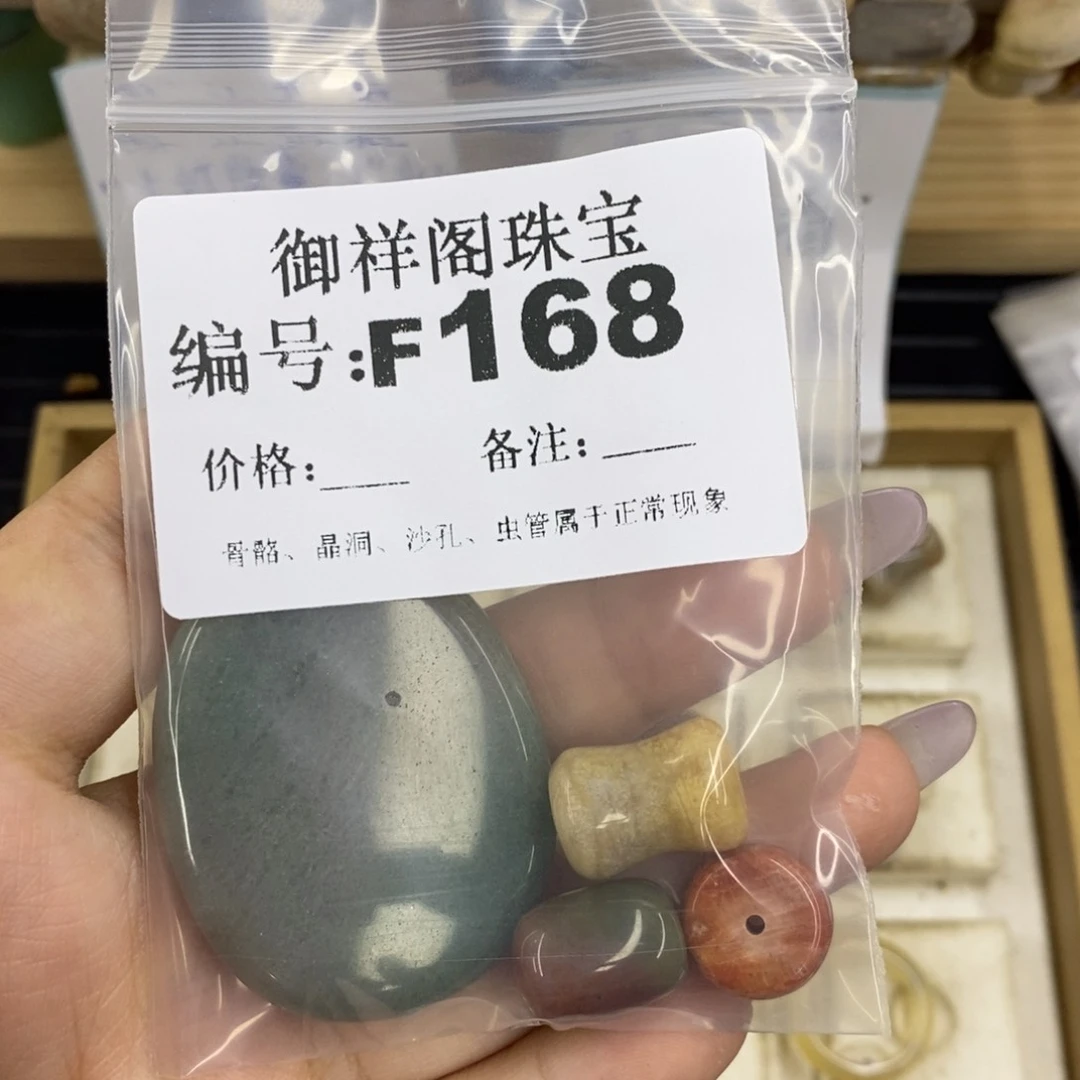 御祥阁珠宝
编号:F168
价格:____ 备注:____
骨骼、晶洞、沙孔、虫管属于正常现象